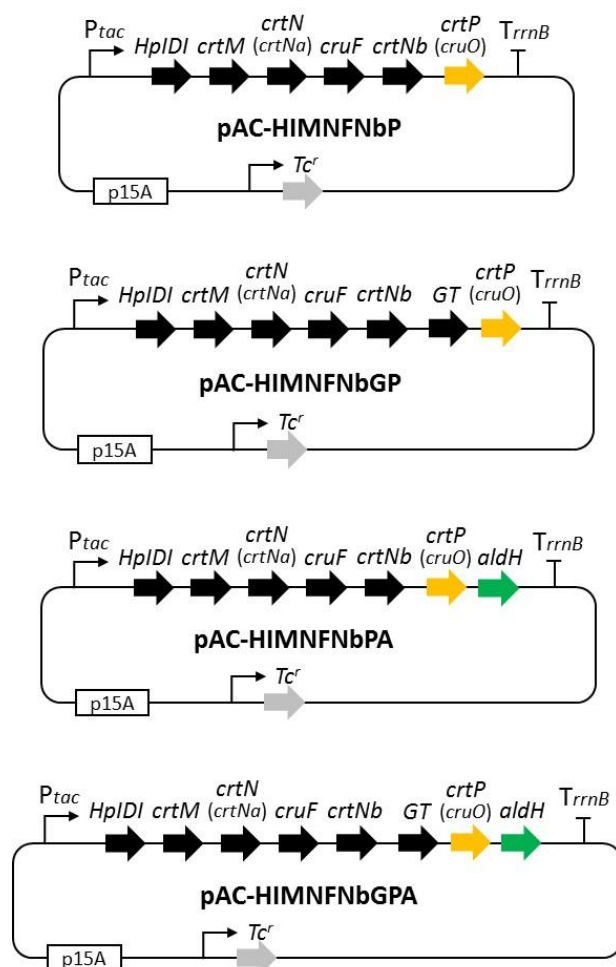 crtN crtP
Ptac HpIDI crtM (crtNa) cruF crtNb (cruO) TrrnB
pAC-HIMNFNbP
Tcʳ
p15A
crtN crtP
Ptac HpIDI crtM (crtNa) cruF crtNb GT (cruO) TrrnB
pAC-HIMNFNbGP
Tcʳ
p15A
crtN crtP
Ptac HpIDI crtM (crtNa) cruF crtNb (cruO) aldH TrrnB
pAC-HIMNFNbPA
Tcʳ
p15A
crtN crtP
Ptac HpIDI crtM (crtNa) cruF crtNb GT (cruO) aldH TrrnB
pAC-HIMNFNbGPA
Tcʳ
p15A